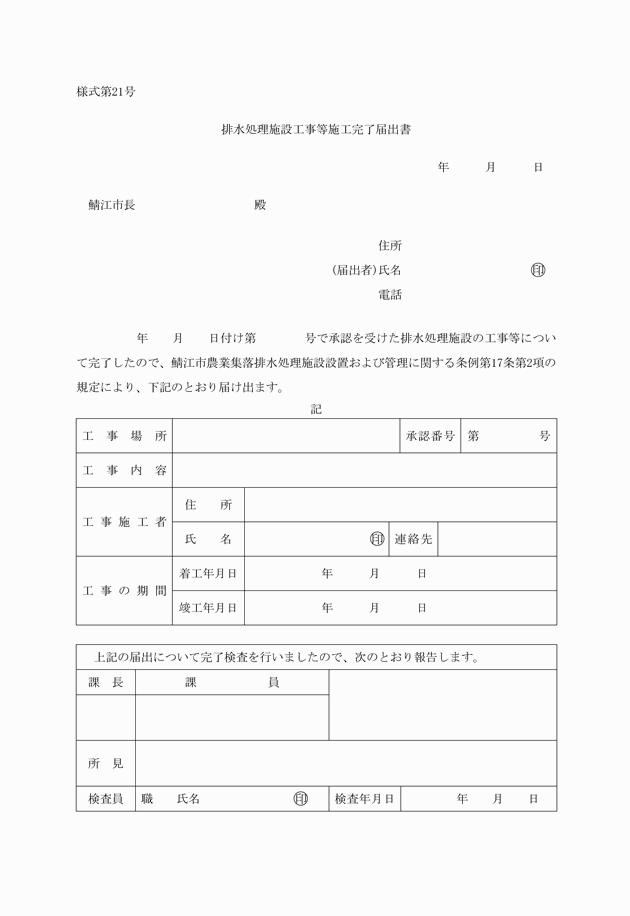 様式第21号
排水処理施設工事等施工完了届出書
年　　　月　　　日
鯖江市長　　　　　　　　　　殿
住所
(届出者)氏名　　　　　　　　　　　㊞
電話
年　　月　　日付け第　　　　号で承認を受けた排水処理施設の工事等につい
て完了したので、鯖江市農業集落排水処理施設設置および管理に関する条例第17条第2項の
規定により、下記のとおり届け出ます。
記
工事場所　承認番号　第　　　　　号
工事内容
工事施工者　住所
氏名　㊞　連絡先
工事の期間　着工年月日　年　　　月　　　日
竣工年月日　年　　　月　　　日
上記の届出について完了検査を行いましたので、次のとおり報告します。
課長　課　　　　　　員
所見
検査員　職　　氏名　　　　　　　　㊞　検査年月日　年　　月　　日